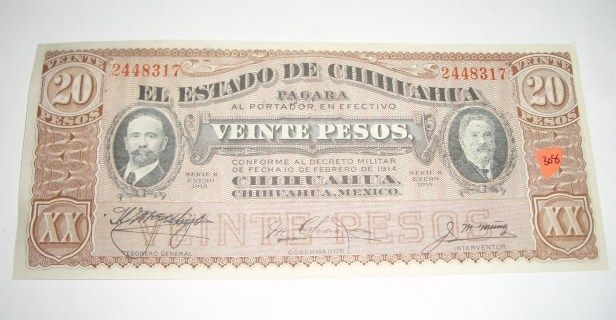 VEINTE
20
PESOS
2448317
2448317
VEINTE
20
PESOS
EL ESTADO DE CHIHUAHUA
PAGARA
AL PORTADOR, EN EFECTIVO
VEINTE PESOS.
CONFORME AL DECRETO MILITAR
DE FECHA 10 DE FEBRERO DE 1914
CHIHUAHUA.
CHIHUAHUA, MEXICO.
SERIE K
ENERO
1915
SERIE K
ENERO
1915
308
XX
XX
VEINTE PESOS
TESORERO GENERAL
GOBERNADOR
INTERVENTOR